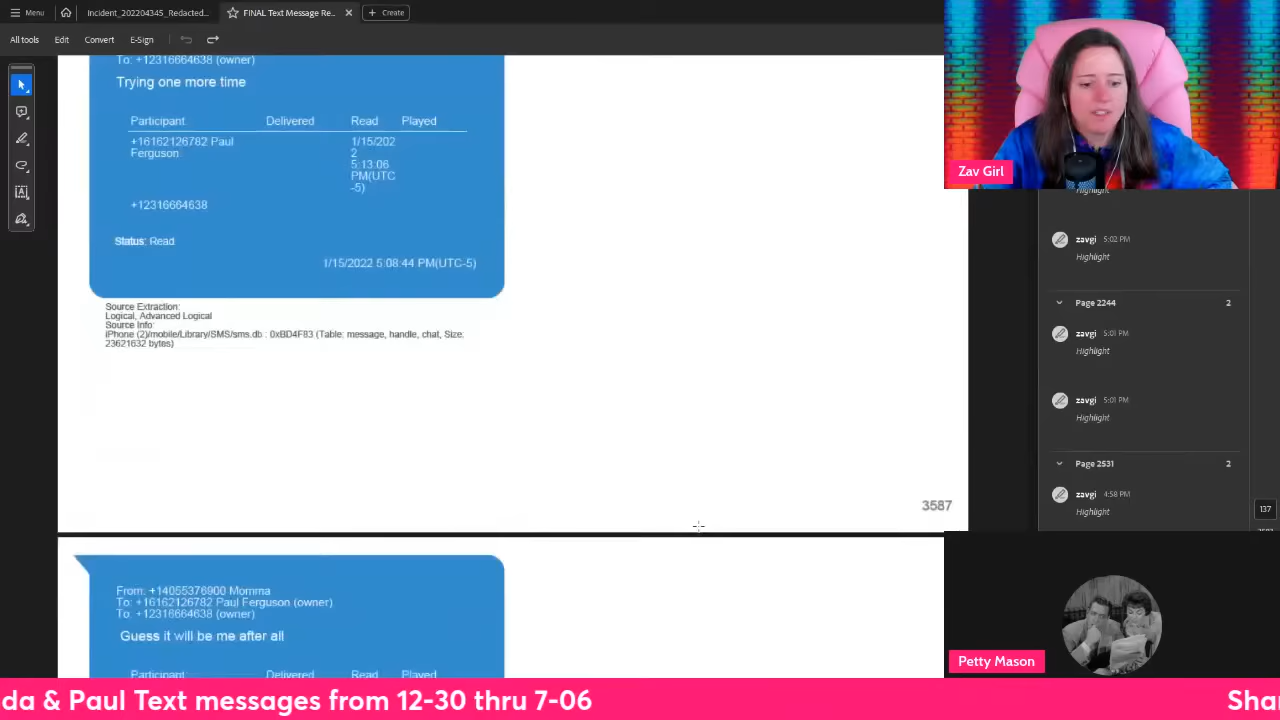 Menu
Incident_202204345_Redacted...
FINAL Text Message Re...
Create
All tools
Edit
Convert
E-Sign
To: +12316664638 (owner)
Trying one more time
Participant Delivered Read Played
+16162126782 Paul
Ferguson
1/15/202
2
5:13:06
PM(UTC
-5)
+12316664638
Status: Read
1/15/2022 5:08:44 PM(UTC-5)
Source Extraction:
Logical, Advanced Logical
Source Info:
iPhone (2)/mobile/Library/SMS/sms.db : 0xBD4F83 (Table: message, handle, chat, Size:
23621632 bytes)
3587
From: +14055376900 Momma
To: +16162126782 Paul Ferguson (owner)
To: +12316664638 (owner)
Guess it will be me after all
Participant Delivered Read Played
Zav Girl
Highlight
zavgi 5:02 PM
Highlight
Page 2244 2
zavgi 5:01 PM
Highlight
zavgi 5:01 PM
Highlight
Page 2531 2
zavgi 4:58 PM
Highlight
137
Petty Mason
da & Paul Text messages from 12-30 thru 7-06
Shar